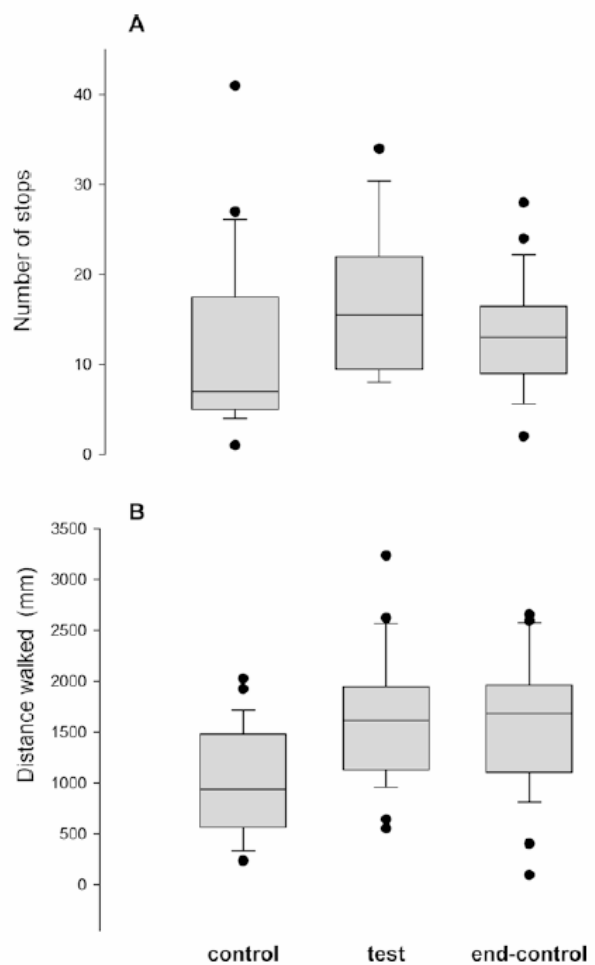 A
Number of stops
40
30
20
10
0
B
Distance walked (mm)
3500
3000
2500
2000
1500
1000
500
0
control test end-control